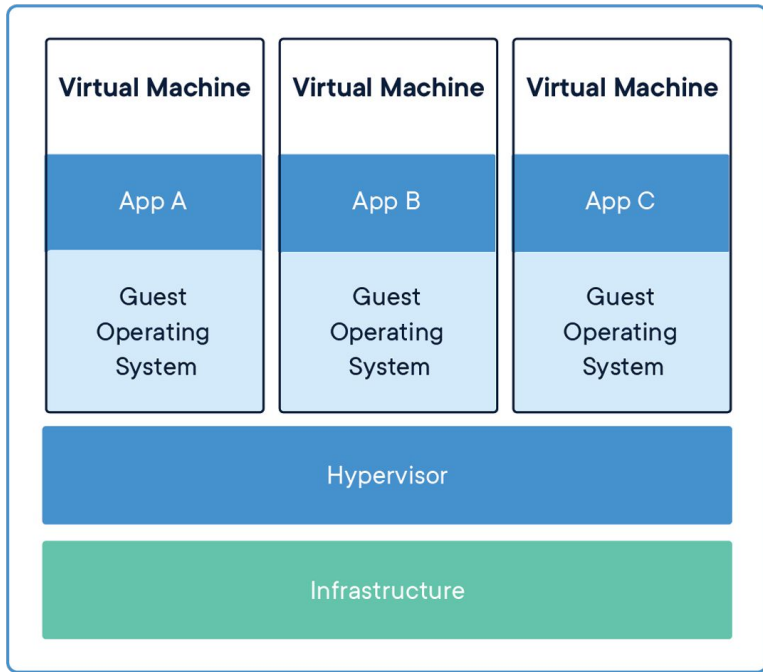 Virtual Machine
Virtual Machine
Virtual Machine
App A
App B
App C
Guest
Operating
System
Guest
Operating
System
Guest
Operating
System
Hypervisor
Infrastructure